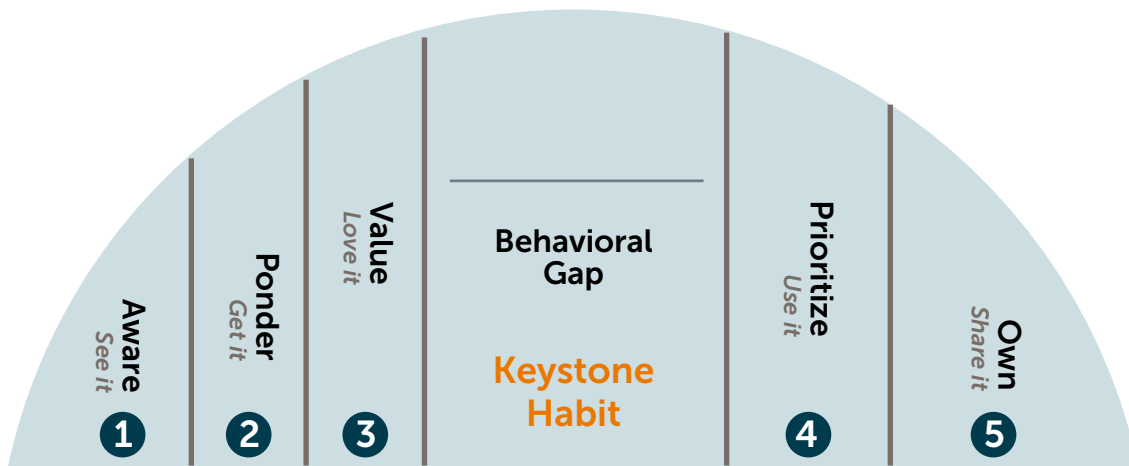 Aware
See it
1
Ponder
Get it
2
Value
Love it
3
Behavioral
Gap
Keystone
Habit
Prioritize
Use it
4
Own
Share it
5